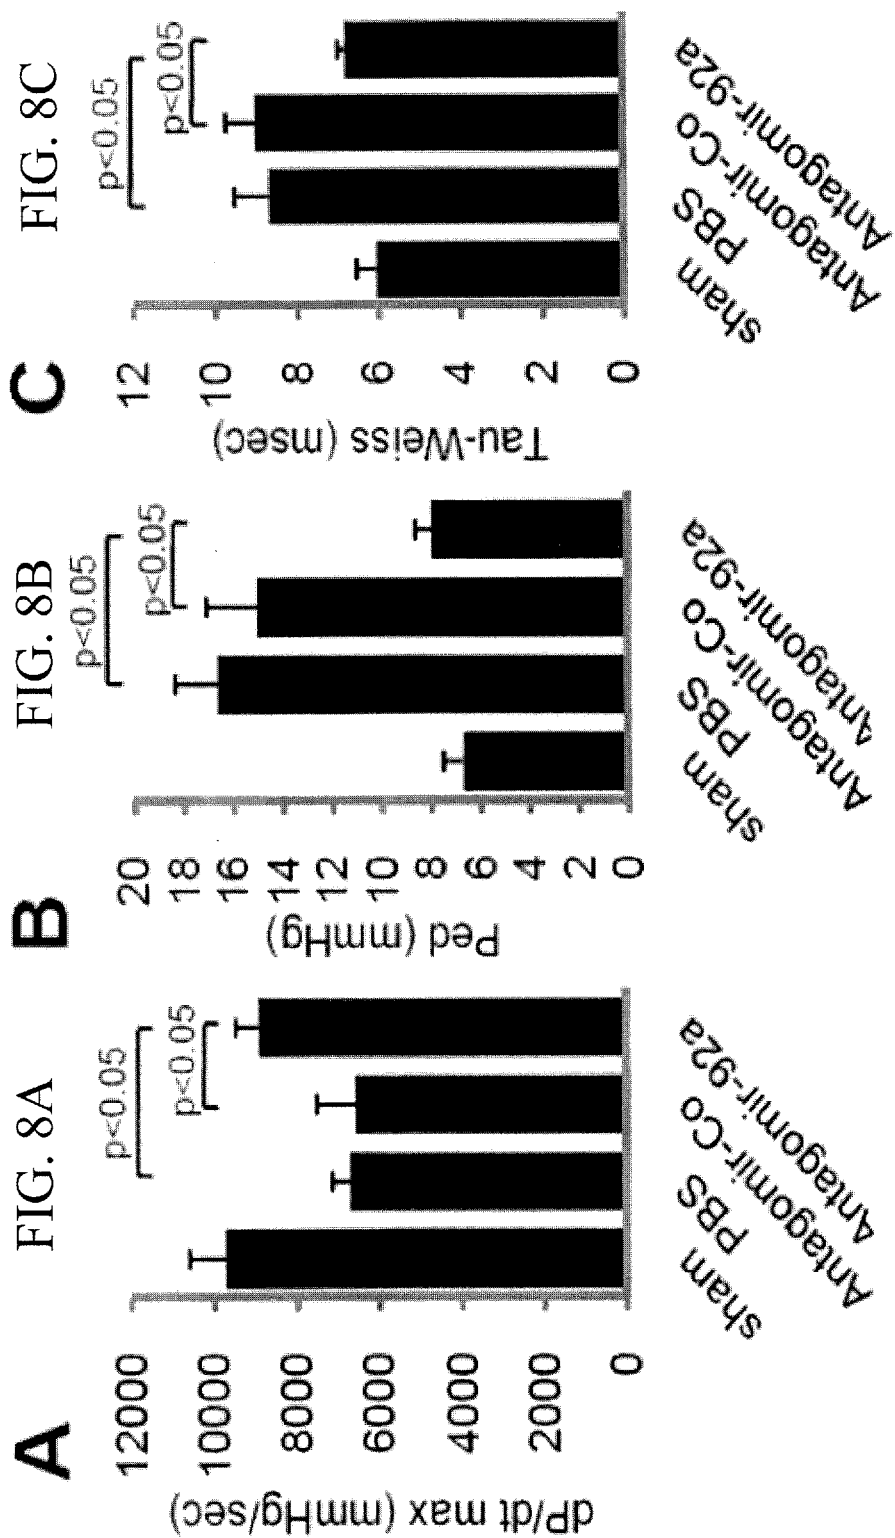 FIG. 8A
A
dP/dt max (mmHg/sec)
12000
10000
8000
6000
4000
2000
0
p<0.05
p<0.05
sham
PBS
Antagomir-Co
Antagomir-92a
FIG. 8B
B
Ped (mmHg)
20
18
16
14
12
10
8
6
4
2
0
p<0.05
p<0.05
sham
PBS
Antagomir-Co
Antagomir-92a
FIG. 8C
C
Tau-Weiss (msec)
12
10
8
6
4
2
0
p<0.05
p<0.05
sham
PBS
Antagomir-Co
Antagomir-92a